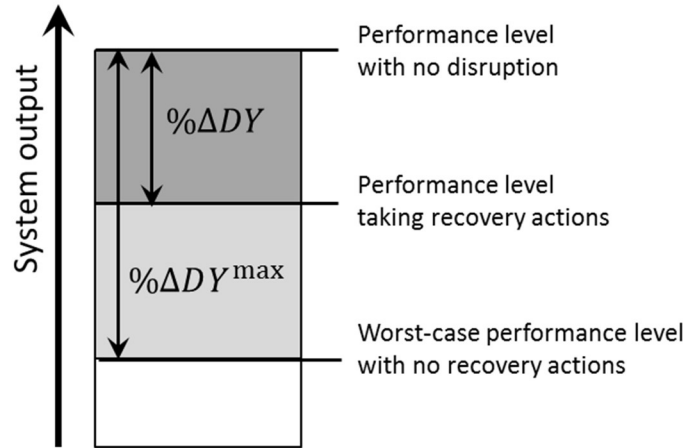 Performance level
with no disruption
%ΔDY
System output
Performance level
taking recovery actions
%ΔDY^max
Worst-case performance level
with no recovery actions